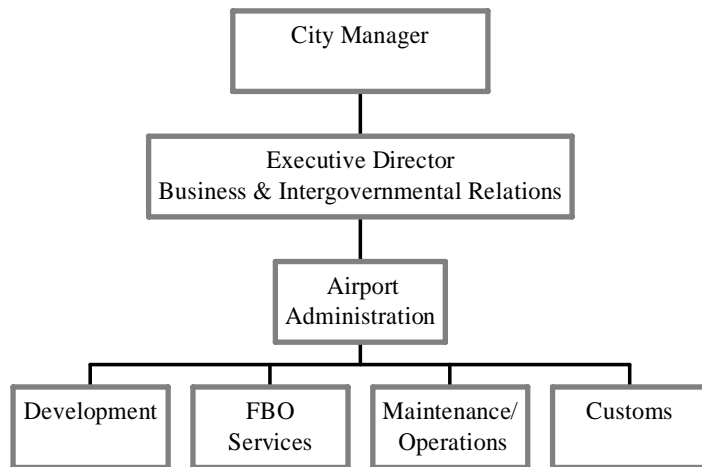 City Manager
Executive Director
Business & Intergovernmental Relations
Airport
Administration
Development
FBO
Services
Maintenance/
Operations
Customs